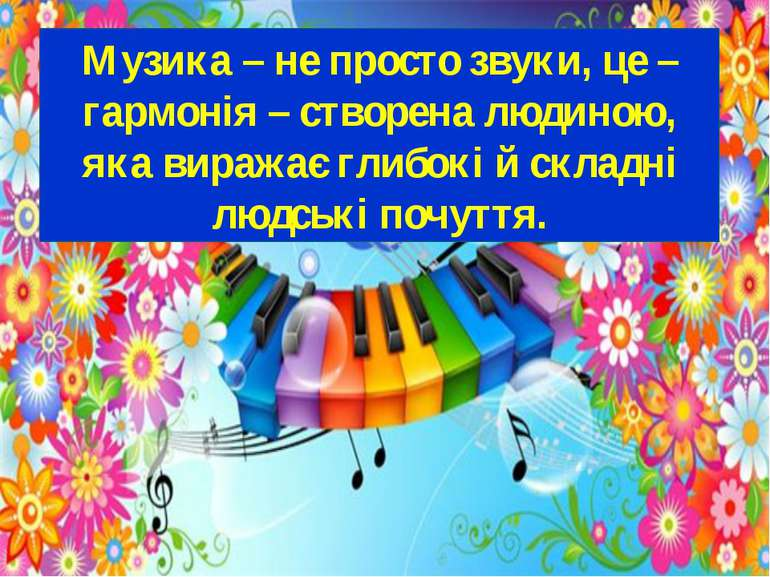 Музика – не просто звуки, це –
гармонія – створена людиною,
яка виражає глибокі й складні
людські почуття.